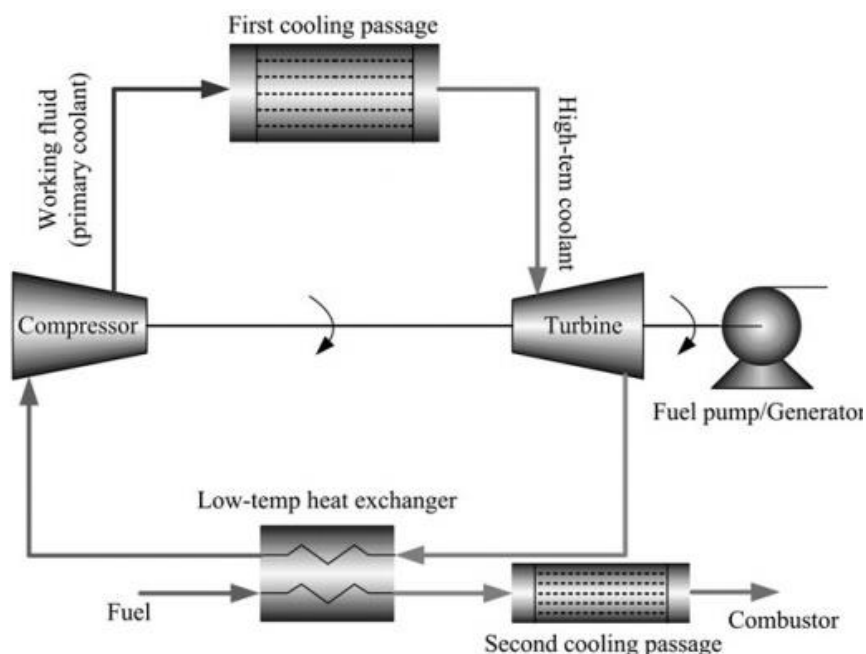 First cooling passage
Working fluid
(primary coolant)
High-tem coolant
Compressor
Turbine
Fuel pump/Generator
Low-temp heat exchanger
Fuel
Combustor
Second cooling passage